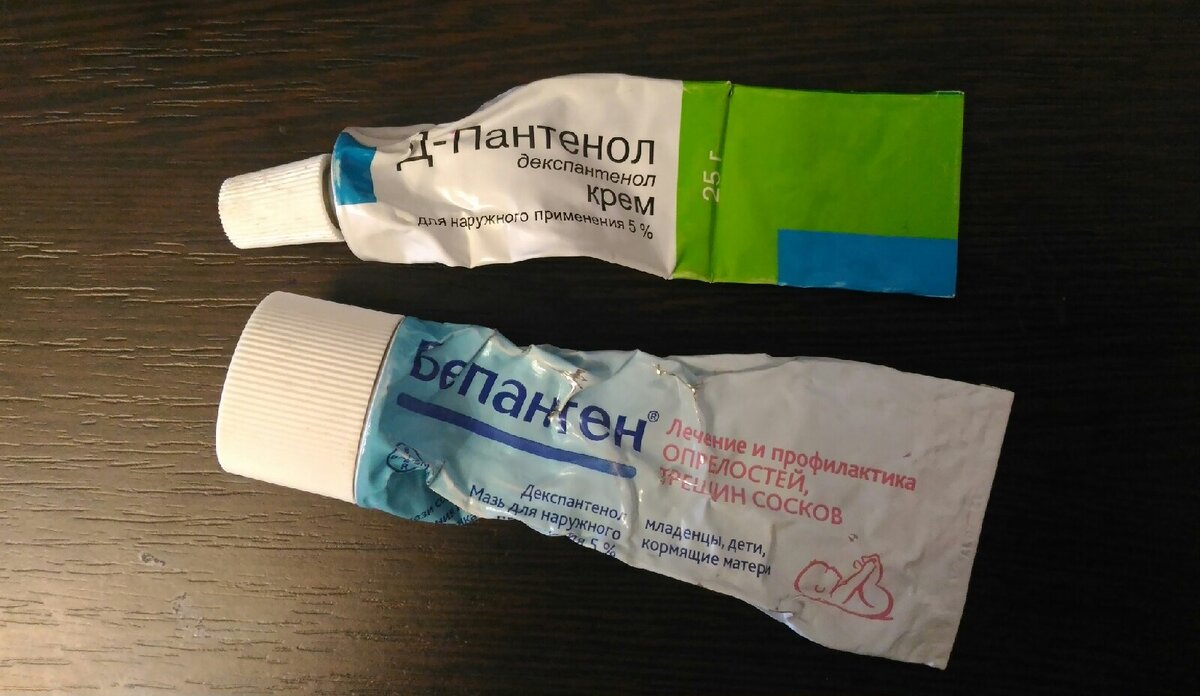 Д-Пантенол
декспантенол
крем
для наружного применения 5 %
25 г
Бепантен®
Лечение и профилактика
ОПРЕЛОСТЕЙ,
ТРЕЩИН СОСКОВ
Декспантенол
Мазь для наружного
5 %
младенцы, дети,
кормящие матери